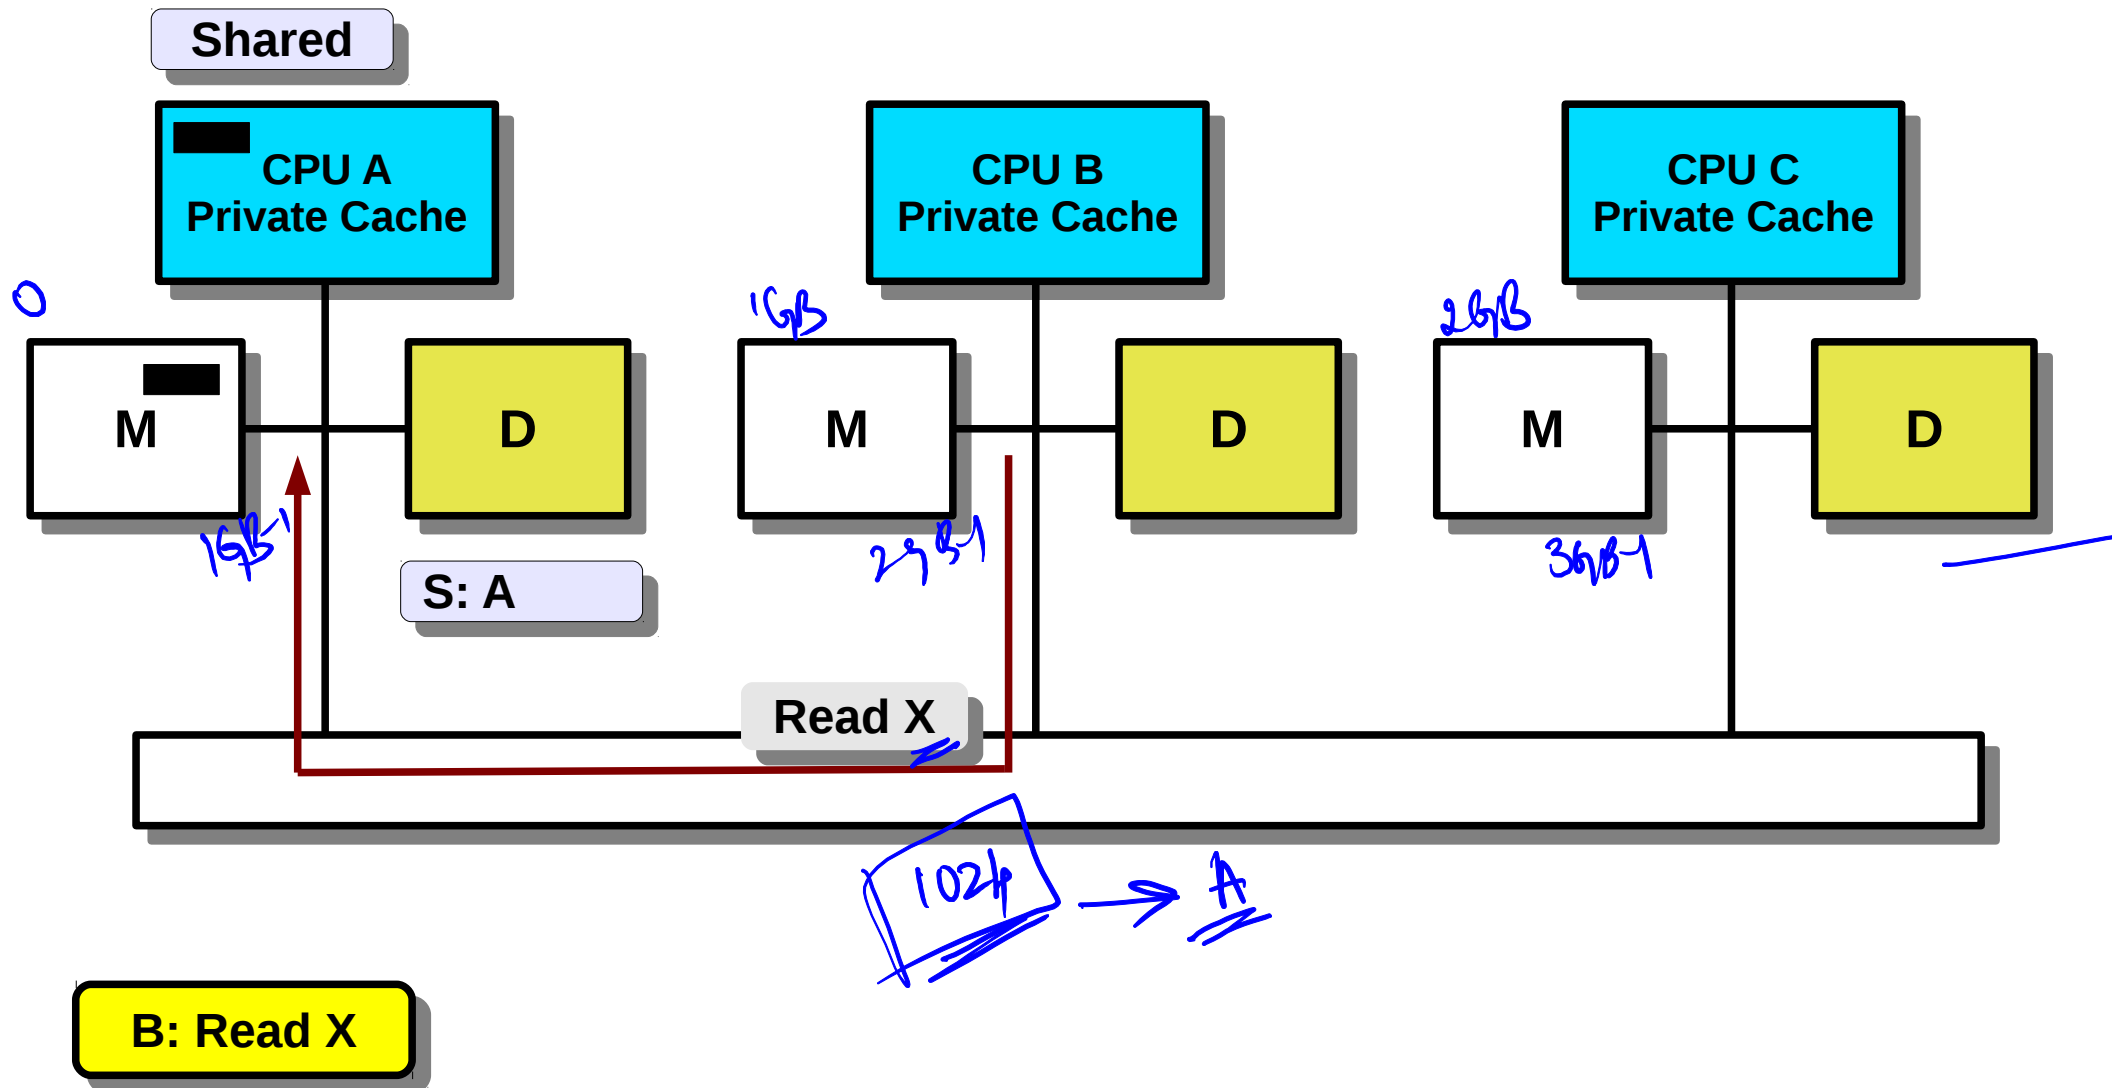 Shared
CPU A
Private Cache
CPU B
Private Cache
CPU C
Private Cache
0
1GB
2GB
M
D
M
D
M
D
1GB-1
2GB-1
3GB-1
S: A
Read X
1024 → A
B: Read X